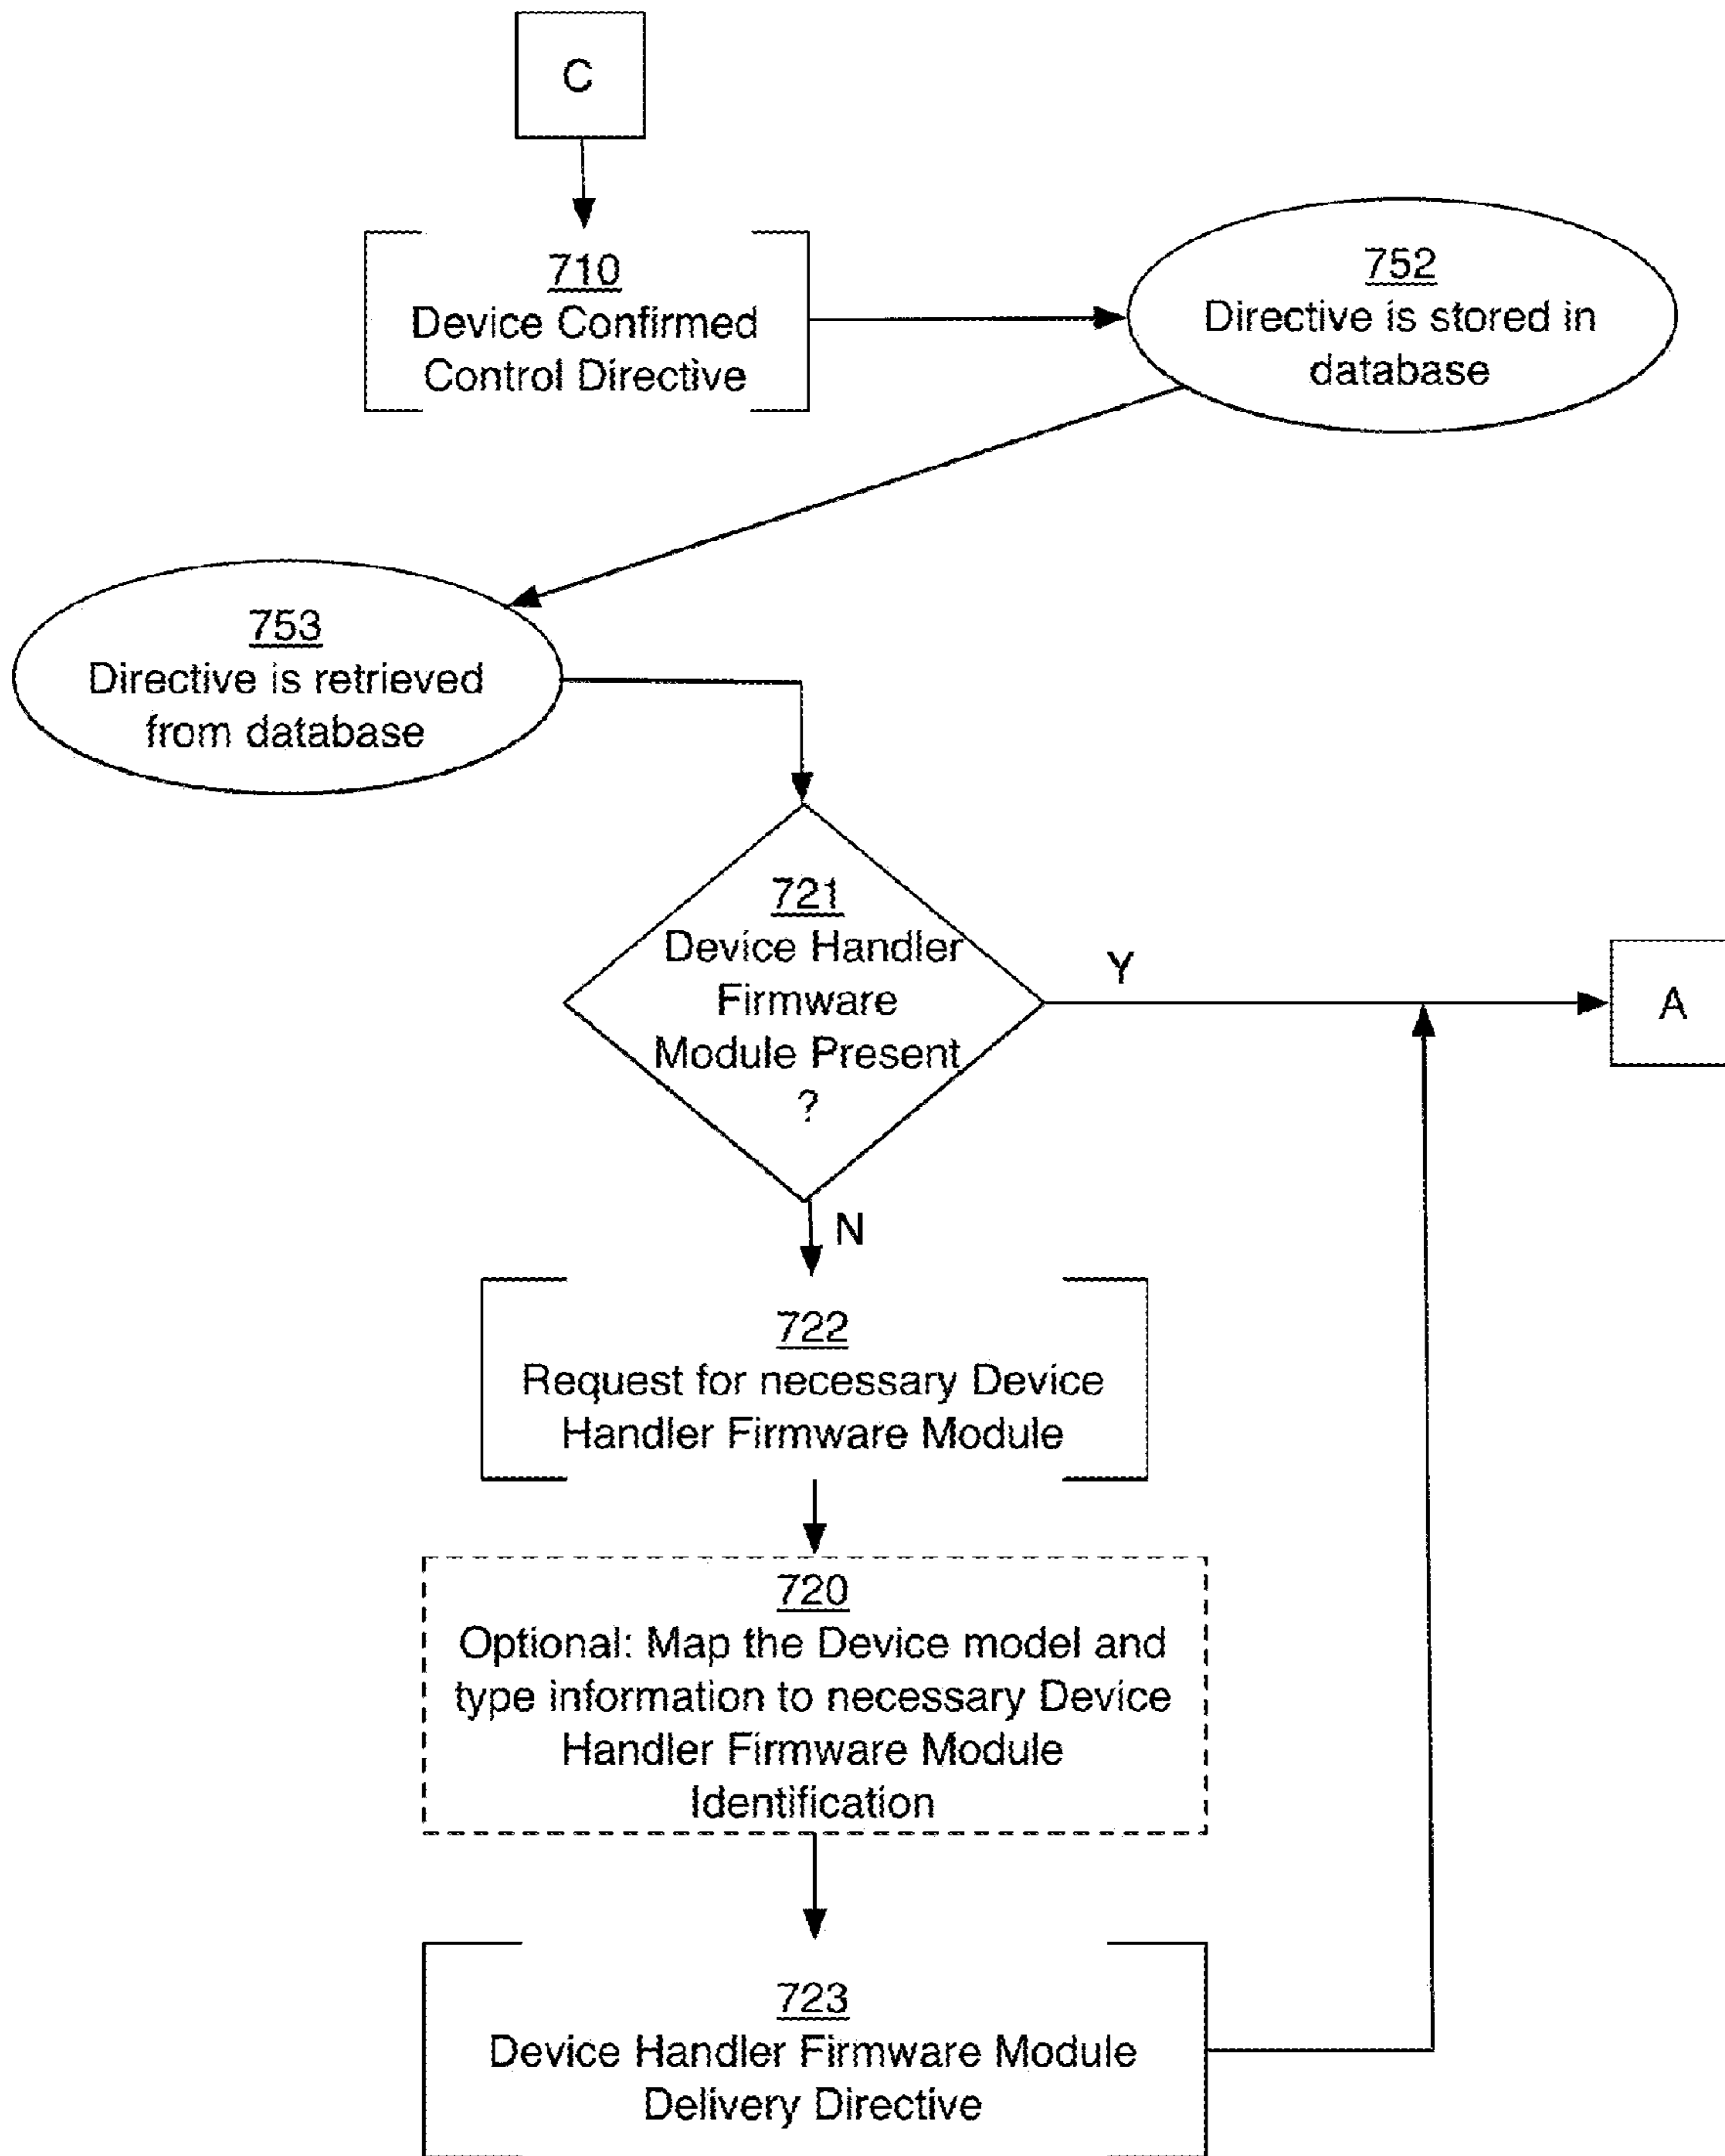 C
710
Device Confirmed
Control Directive
752
Directive is stored in
database
753
Directive is retrieved
from database
721
Device Handler
Firmware
Module Present
?
Y
A
N
722
Request for necessary Device
Handler Firmware Module
720
Optional: Map the Device model and
type information to necessary Device
Handler Firmware Module
Identification
723
Device Handler Firmware Module
Delivery Directive